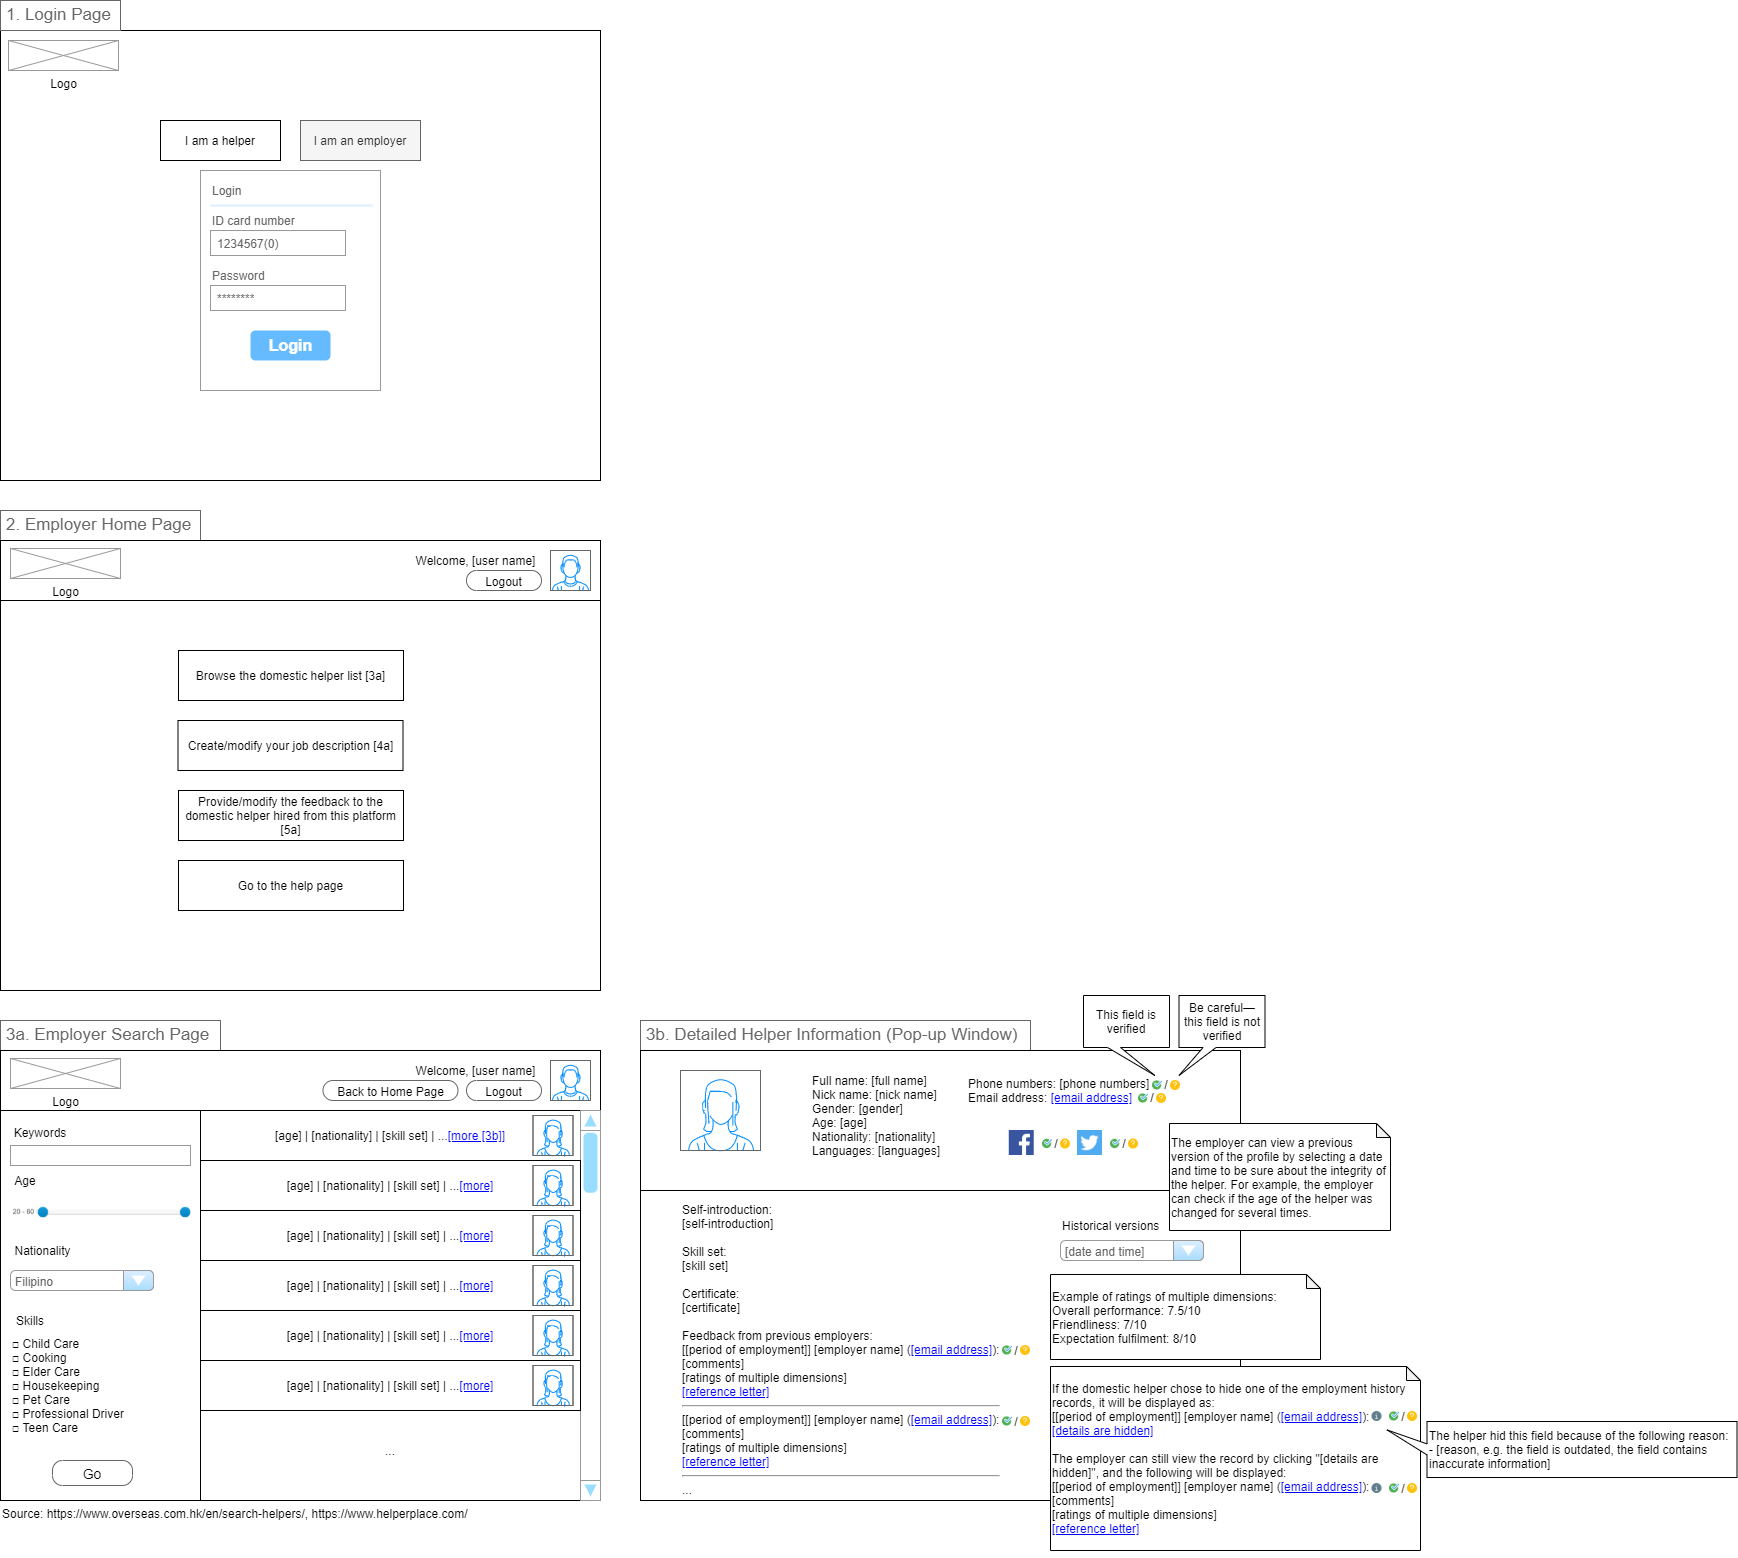 1. Login Page
Logo
I am a helper
I am an employer
Login
ID card number
1234567(0)
Password
********
Login
2. Employer Home Page
Logo
Welcome, [user name]
Logout
Browse the domestic helper list [3a]
Create/modify your job description [4a]
Provide/modify the feedback to the
domestic helper hired from this platform
[5a]
Go to the help page
3a. Employer Search Page
Logo
Welcome, [user name]
Back to Home Page
Logout
Keywords
Age
20 - 60
Nationality
Filipino
Skills
Child Care
Cooking
Elder Care
Housekeeping
Pet Care
Professional Driver
Teen Care
Go
[age] | [nationality] | [skill set] | ...[more [3b]]
[age] | [nationality] | [skill set] | ...[more]
[age] | [nationality] | [skill set] | ...[more]
[age] | [nationality] | [skill set] | ...[more]
[age] | [nationality] | [skill set] | ...[more]
[age] | [nationality] | [skill set] | ...[more]
...
Source: https://www.overseas.com.hk/en/search-helpers/, https://www.helperplace.com/
3b. Detailed Helper Information (Pop-up Window)
This field is
verified
Be careful—
this field is not
verified
Full name: [full name]
Nick name: [nick name]
Gender: [gender]
Age: [age]
Nationality: [nationality]
Languages: [languages]
Phone numbers: [phone numbers] /
Email address: [email address] /
/
/
The employer can view a previous
version of the profile by selecting a date
and time to be sure about the integrity of
the helper. For example, the employer
can check if the age of the helper was
changed for several times.
Self-introduction:
[self-introduction]
Skill set:
[skill set]
Certificate:
[certificate]
Feedback from previous employers:
[[period of employment]] [employer name] ([email address]): /
[comments]
[ratings of multiple dimensions]
[reference letter]
[[period of employment]] [employer name] ([email address]): /
[comments]
[ratings of multiple dimensions]
[reference letter]
...
Historical versions
[date and time]
Example of ratings of multiple dimensions:
Overall performance: 7.5/10
Friendliness: 7/10
Expectation fulfilment: 8/10
If the domestic helper chose to hide one of the employment history
records, it will be displayed as:
[[period of employment]] [employer name] ([email address]): /
[details are hidden]
The employer can still view the record by clicking "[details are
hidden]", and the following will be displayed:
[[period of employment]] [employer name] ([email address]): /
[comments]
[ratings of multiple dimensions]
[reference letter]
The helper hid this field because of the following reason:
- [reason, e.g. the field is outdated, the field contains
inaccurate information]